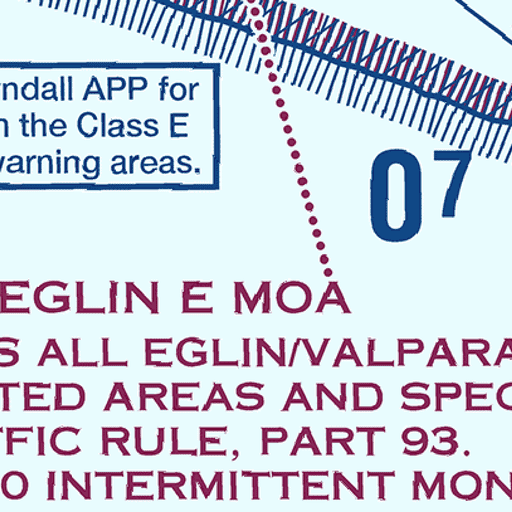 ndall APP for
the Class E
warning areas.
07
EGLIN E MOA
S ALL EGLIN/VALPARA
TED AREAS AND SPEC
FFIC RULE, PART 93.
0 INTERMITTENT MON